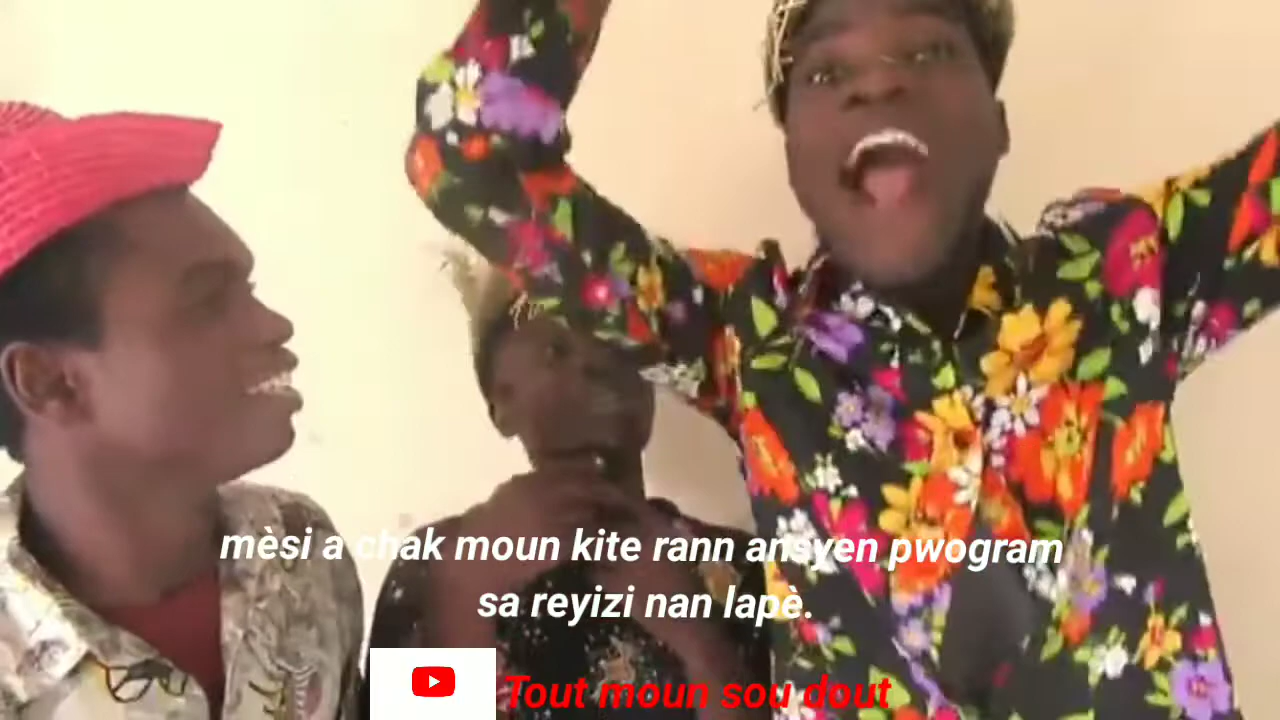 mèsi a chak moun kite rann ansyen pwogram
sa reyizi nan lapè.
Tout moun sou dout